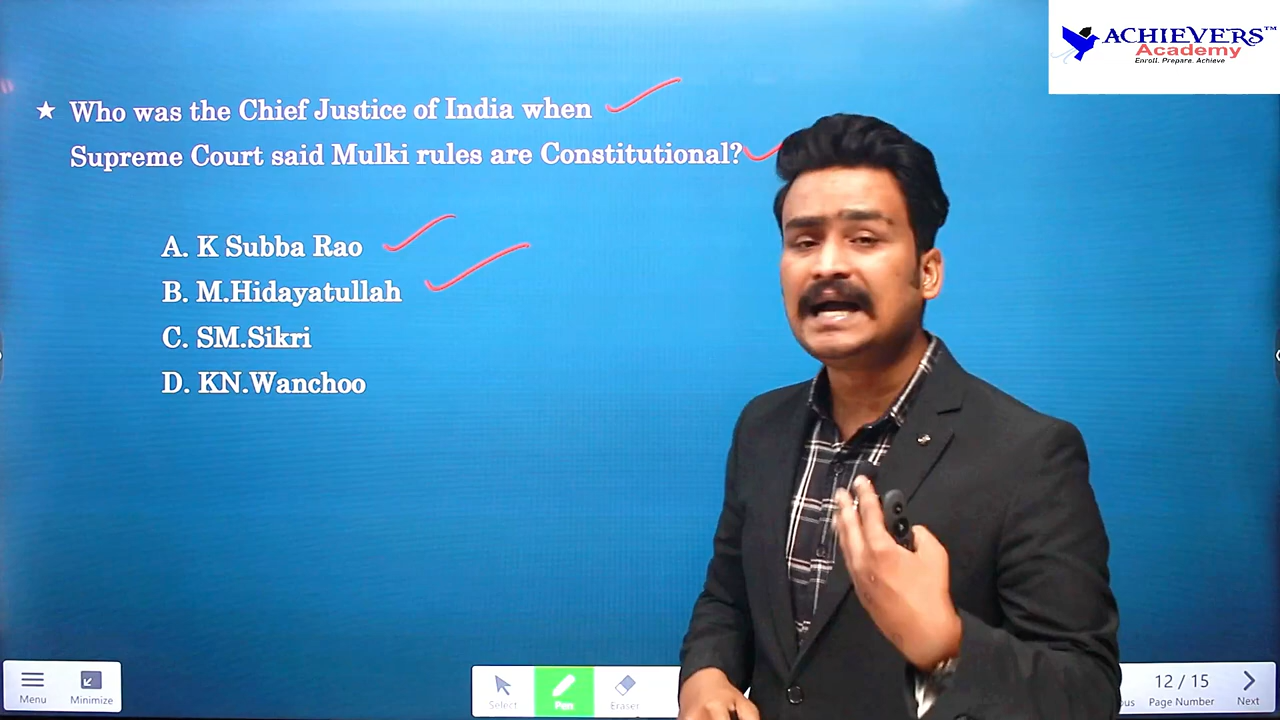 ACHIEVERS™
Academy
Enroll. Prepare. Achieve
★ Who was the Chief Justice of India when
Supreme Court said Mulki rules are Constitutional?
A. K Subba Rao
B. M.Hidayatullah
C. SM.Sikri
D. KN.Wanchoo
Menu
Minimize
Select
Pen
Eraser
12 / 15
Page Number
Next